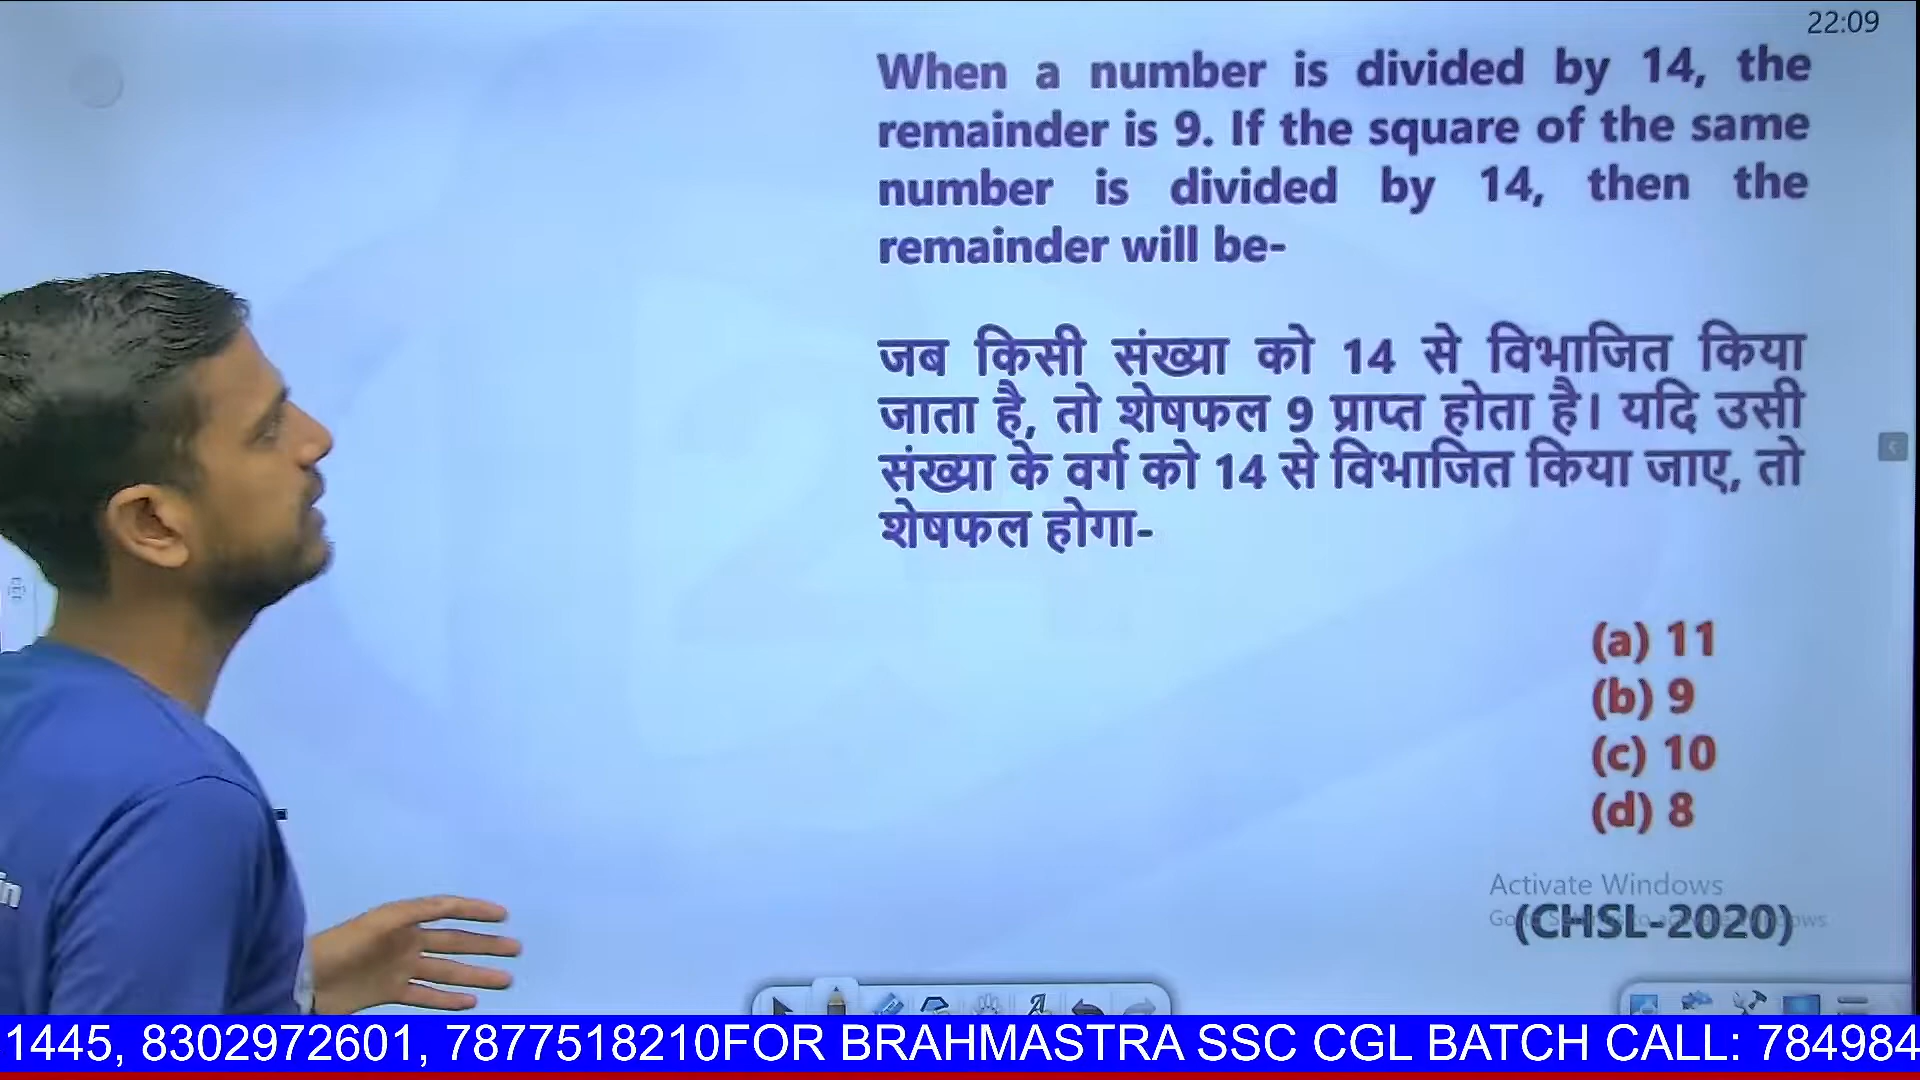 22:09
When a number is divided by 14, the
remainder is 9. If the square of the same
number is divided by 14, then the
remainder will be-
जब किसी संख्या को 14 से विभाजित किया
जाता है, तो शेषफल 9 प्राप्त होता है। यदि उसी
संख्या के वर्ग को 14 से विभाजित किया जाए, तो
शेषफल होगा-
(a) 11
(b) 9
(c) 10
(d) 8
Activate Windows
(CHSL-2020)
in
1445, 8302972601, 7877518210FOR BRAHMASTRA SSC CGL BATCH CALL: 784984